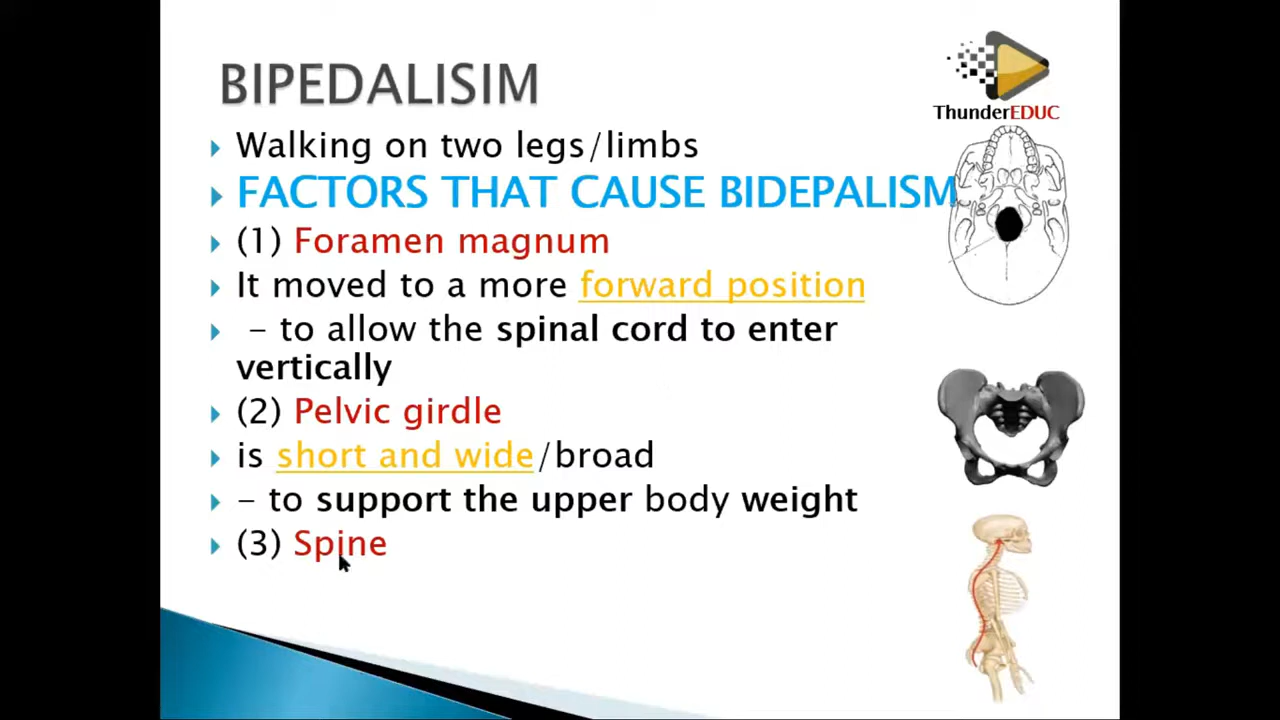 BIPEDALISIM
ThunderEDUC
Walking on two legs/limbs
FACTORS THAT CAUSE BIDEPALISM
(1) Foramen magnum
It moved to a more forward position
– to allow the spinal cord to enter
vertically
(2) Pelvic girdle
is short and wide/broad
– to support the upper body weight
(3) Spine